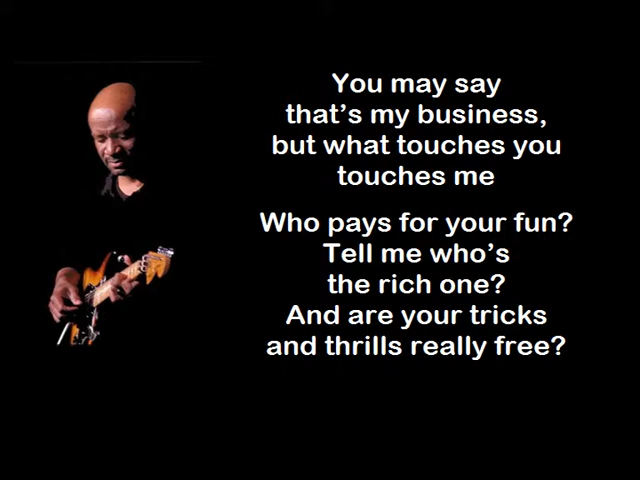 You may say
that's my business,
but what touches you
touches me
Who pays for your fun?
Tell me who's
the rich one?
And are your tricks
and thrills really free?